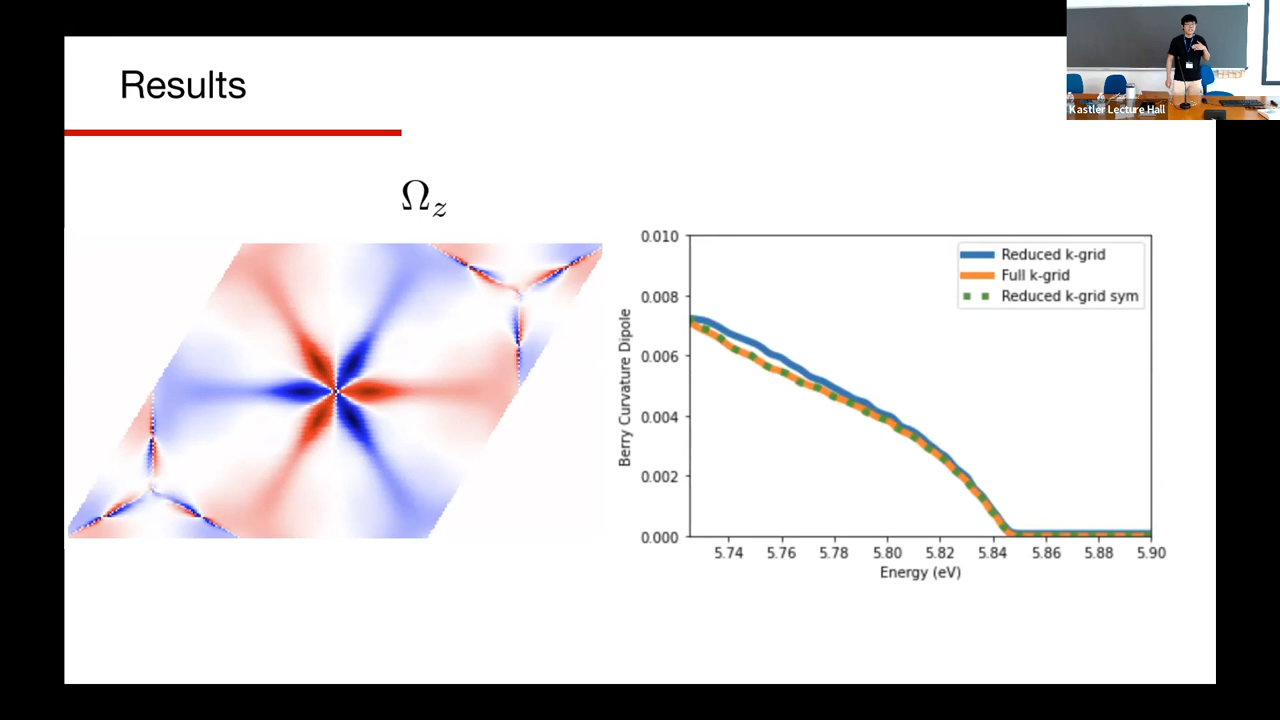 Results
Ωz
Kastler Lecture Hall
0.010
0.008
0.006
0.004
0.002
0.000
Berry Curvature Dipole
Reduced k-grid
Full k-grid
Reduced k-grid sym
5.74 5.76 5.78 5.80 5.82 5.84 5.86 5.88 5.90
Energy (eV)